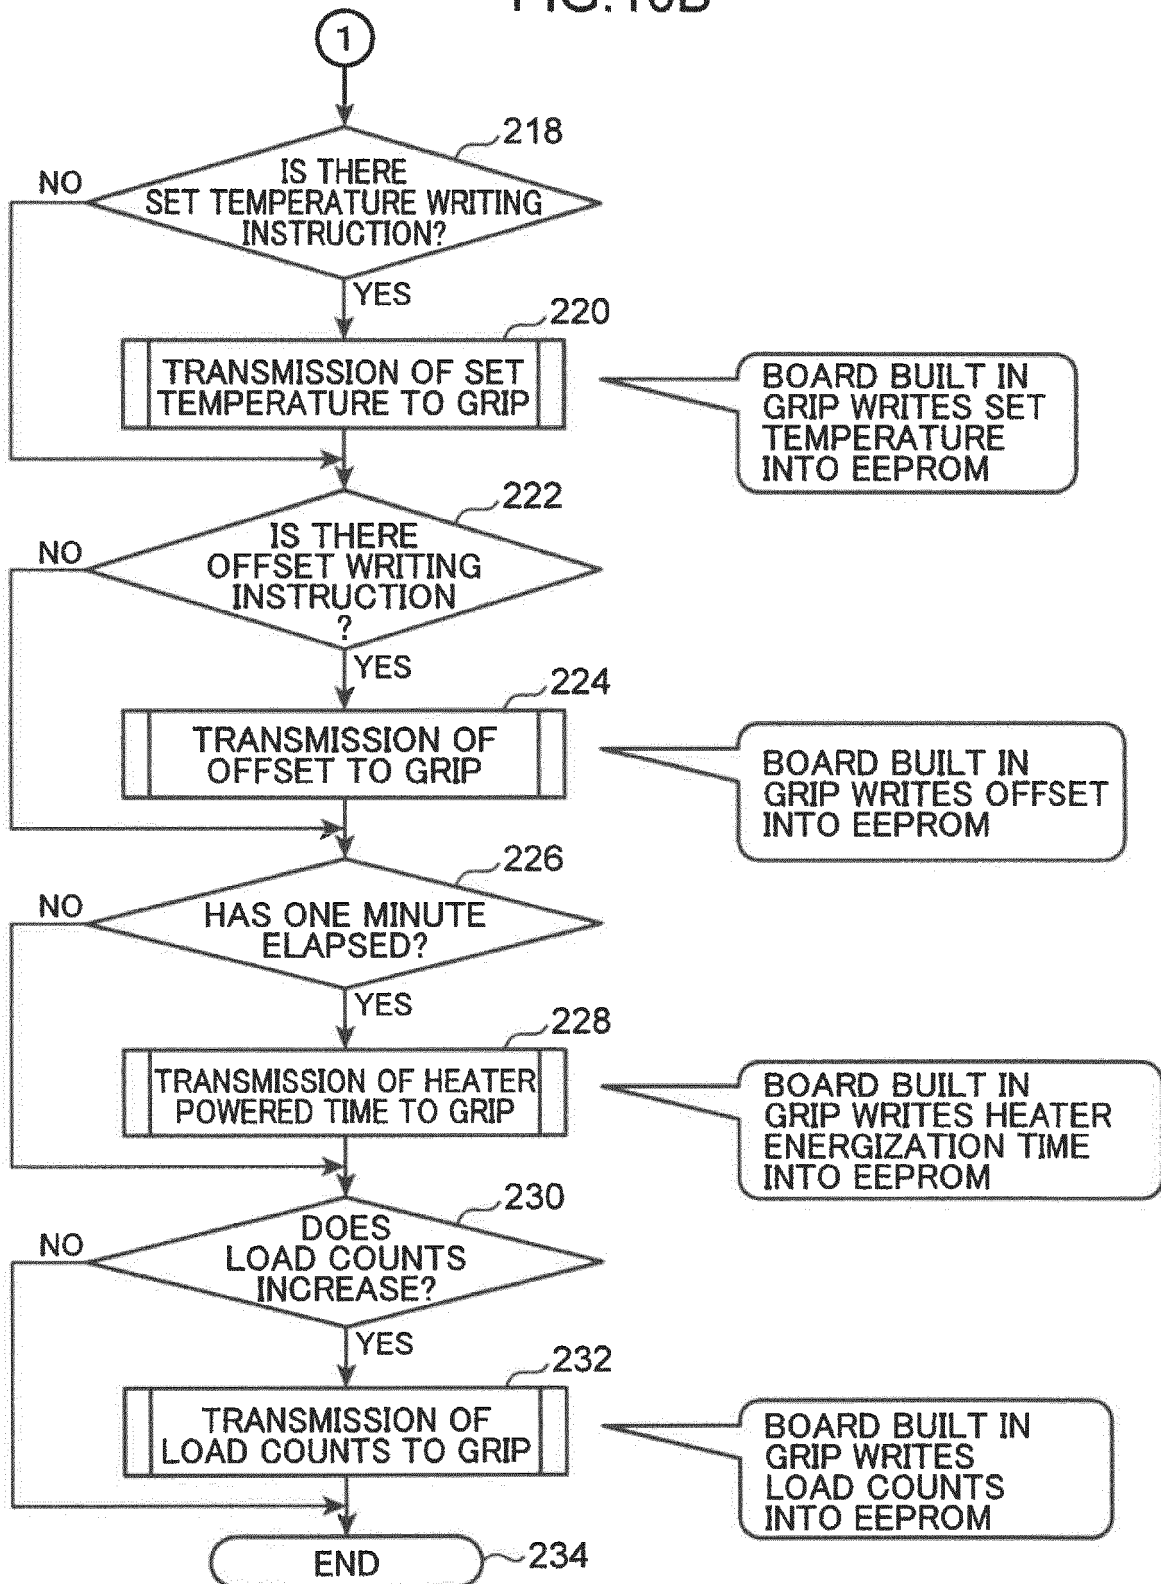 FIG.10B
1
218
IS THERE
SET TEMPERATURE WRITING
INSTRUCTION?
NO
YES
220
TRANSMISSION OF SET
TEMPERATURE TO GRIP
BOARD BUILT IN
GRIP WRITES SET
TEMPERATURE
INTO EEPROM
222
IS THERE
OFFSET WRITING
INSTRUCTION
?
NO
YES
224
TRANSMISSION OF
OFFSET TO GRIP
BOARD BUILT IN
GRIP WRITES OFFSET
INTO EEPROM
226
HAS ONE MINUTE
ELAPSED?
NO
YES
228
TRANSMISSION OF HEATER
POWERED TIME TO GRIP
BOARD BUILT IN
GRIP WRITES HEATER
ENERGIZATION TIME
INTO EEPROM
230
DOES
LOAD COUNTS
INCREASE?
NO
YES
232
TRANSMISSION OF
LOAD COUNTS TO GRIP
BOARD BUILT IN
GRIP WRITES
LOAD COUNTS
INTO EEPROM
END
234